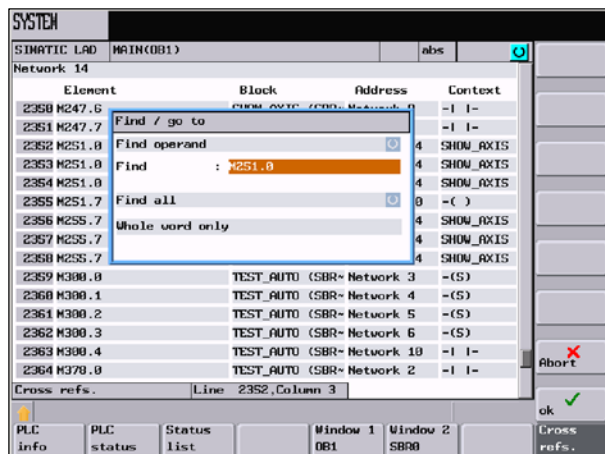 SYSTEM
SIMATIC LAD MAIN(OB1) abs
Network 14
Element Block Address Context
2350 M247.6 SHOW_AXIS (SBR~ Network 8 -| |-
2351 M247.7 -| |-
2352 M251.0 4 SHOW_AXIS
2353 M251.0 4 SHOW_AXIS
2354 M251.0 4 SHOW_AXIS
2355 M251.7 0 -( )
2356 M255.7 4 SHOW_AXIS
2357 M255.7 4 SHOW_AXIS
2358 M255.7 4 SHOW_AXIS
Find / go to
Find operand
Find : M251.0
Find all
Whole word only
2359 M300.0 TEST_AUTO (SBR~ Network 3 -(S)
2360 M300.1 TEST_AUTO (SBR~ Network 4 -(S)
2361 M300.2 TEST_AUTO (SBR~ Network 5 -(S)
2362 M300.3 TEST_AUTO (SBR~ Network 6 -(S)
2363 M300.4 TEST_AUTO (SBR~ Network 10 -| |-
2364 M378.0 TEST_AUTO (SBR~ Network 2 -| |-
Cross refs. Line 2352,Column 3
Abort
ok
PLC info
PLC status
Status list
Window 1 OB1
Window 2 SBR0
Cross refs.